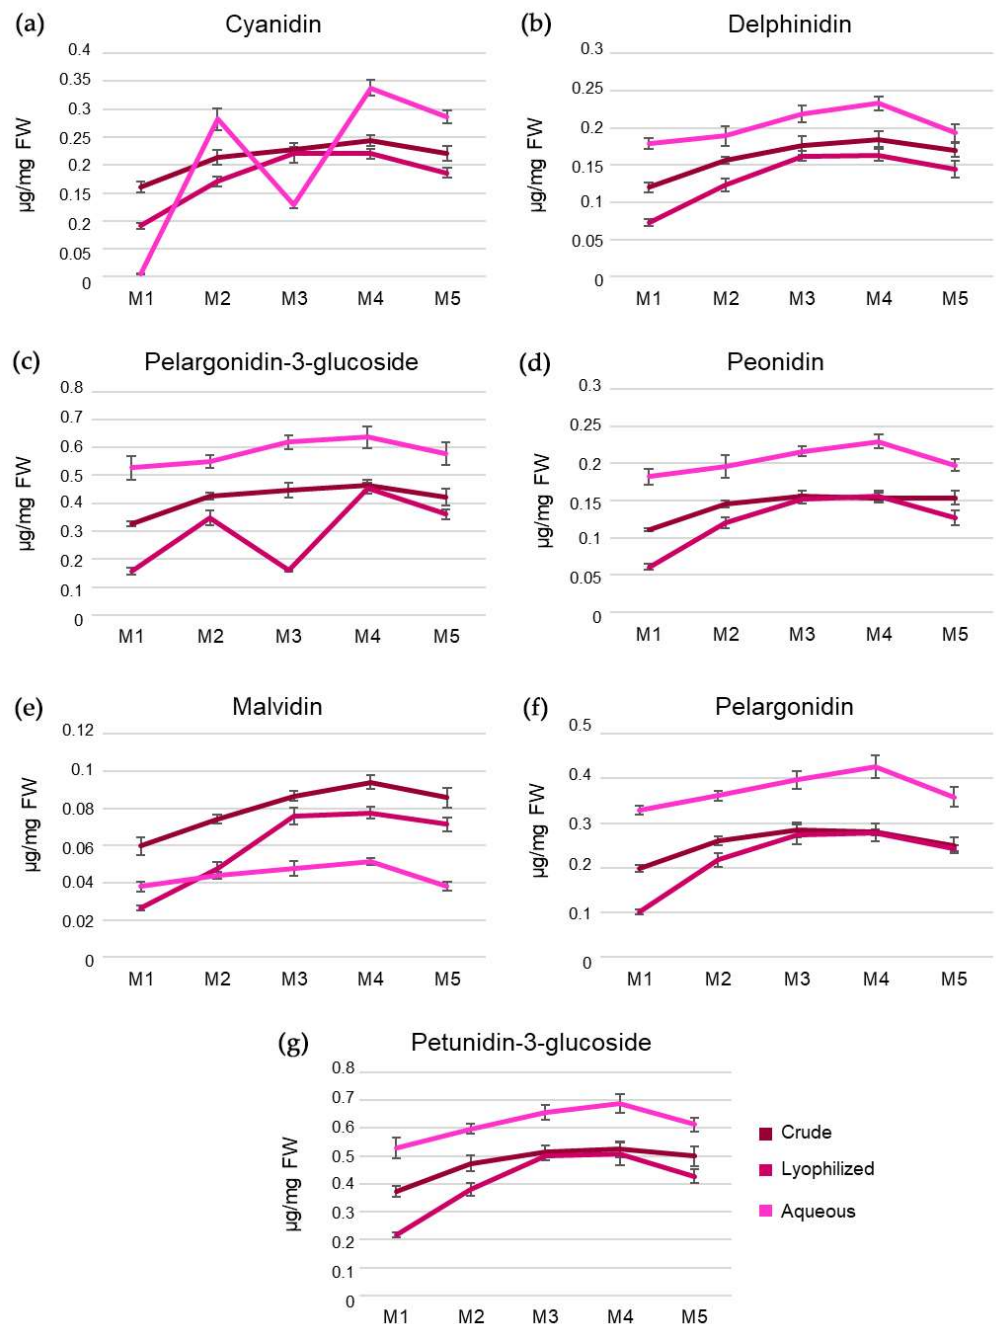 (a) Cyanidin
µg/mg FW
0.4
0.35
0.3
0.25
0.2
0.15
0.2
0.05
0
M1 M2 M3 M4 M5
(b) Delphinidin
µg/mg FW
0.3
0.25
0.2
0.15
0.1
0.05
0
M1 M2 M3 M4 M5
(c) Pelargonidin-3-glucoside
µg/mg FW
0.8
0.7
0.6
0.5
0.4
0.3
0.2
0.1
0
M1 M2 M3 M4 M5
(d) Peonidin
µg/mg FW
0.3
0.25
0.2
0.15
0.1
0.05
0
M1 M2 M3 M4 M5
(e) Malvidin
µg/mg FW
0.12
0.1
0.08
0.06
0.04
0.02
0
M1 M2 M3 M4 M5
(f) Pelargonidin
µg/mg FW
0.5
0.4
0.3
0.2
0.1
0
M1 M2 M3 M4 M5
(g) Petunidin-3-glucoside
µg/mg FW
0.8
0.7
0.6
0.5
0.4
0.3
0.2
0.1
0
M1 M2 M3 M4 M5
Crude
Lyophilized
Aqueous